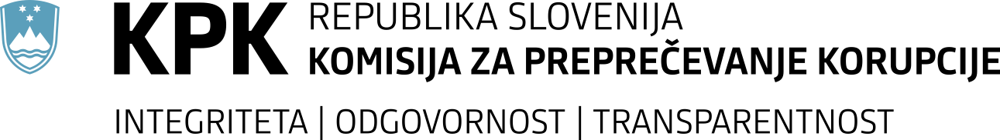 KPK
REPUBLIKA SLOVENIJA
KOMISIJA ZA PREPREČEVANJE KORUPCIJE
INTEGRITETA | ODGOVORNOST | TRANSPARENTNOST